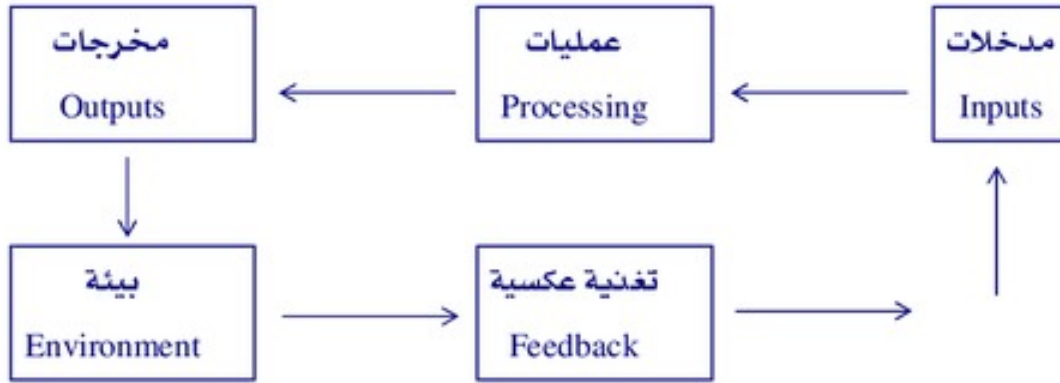 مدخلات
Inputs
عمليات
Processing
مخرجات
Outputs
بيئة
Environment
تغذية عكسية
Feedback